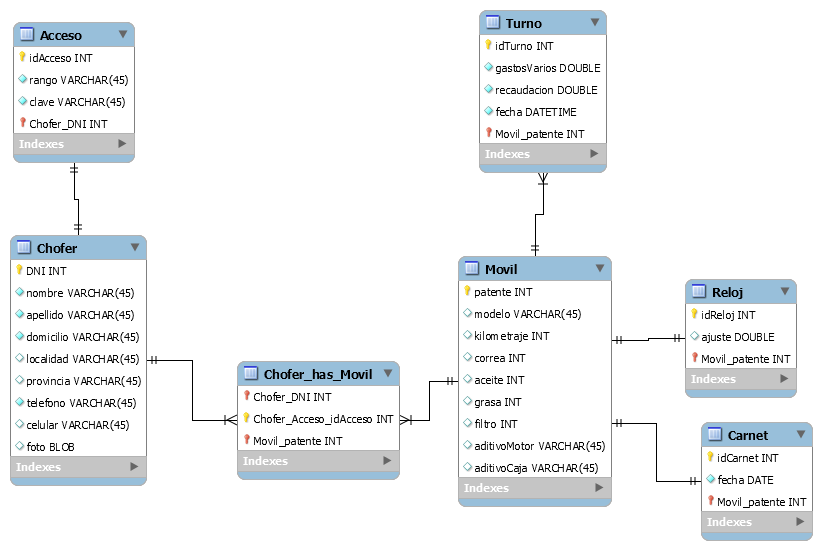 Acceso
idAcceso INT
rango VARCHAR(45)
clave VARCHAR(45)
Chofer_DNI INT
Indexes
Turno
idTurno INT
gastosVarios DOUBLE
recaudacion DOUBLE
fecha DATETIME
Movil_patente INT
Indexes
Chofer
DNI INT
nombre VARCHAR(45)
apellido VARCHAR(45)
domicilio VARCHAR(45)
localidad VARCHAR(45)
provincia VARCHAR(45)
telefono VARCHAR(45)
celular VARCHAR(45)
foto BLOB
Indexes
Chofer_has_Movil
Chofer_DNI INT
Chofer_Acceso_idAcceso INT
Movil_patente INT
Indexes
Movil
patente INT
modelo VARCHAR(45)
kilometraje INT
correa INT
aceite INT
grasa INT
filtro INT
aditivoMotor VARCHAR(45)
aditivoCaja VARCHAR(45)
Indexes
Reloj
idReloj INT
ajuste DOUBLE
Movil_patente INT
Indexes
Carnet
idCarnet INT
fecha DATE
Movil_patente INT
Indexes